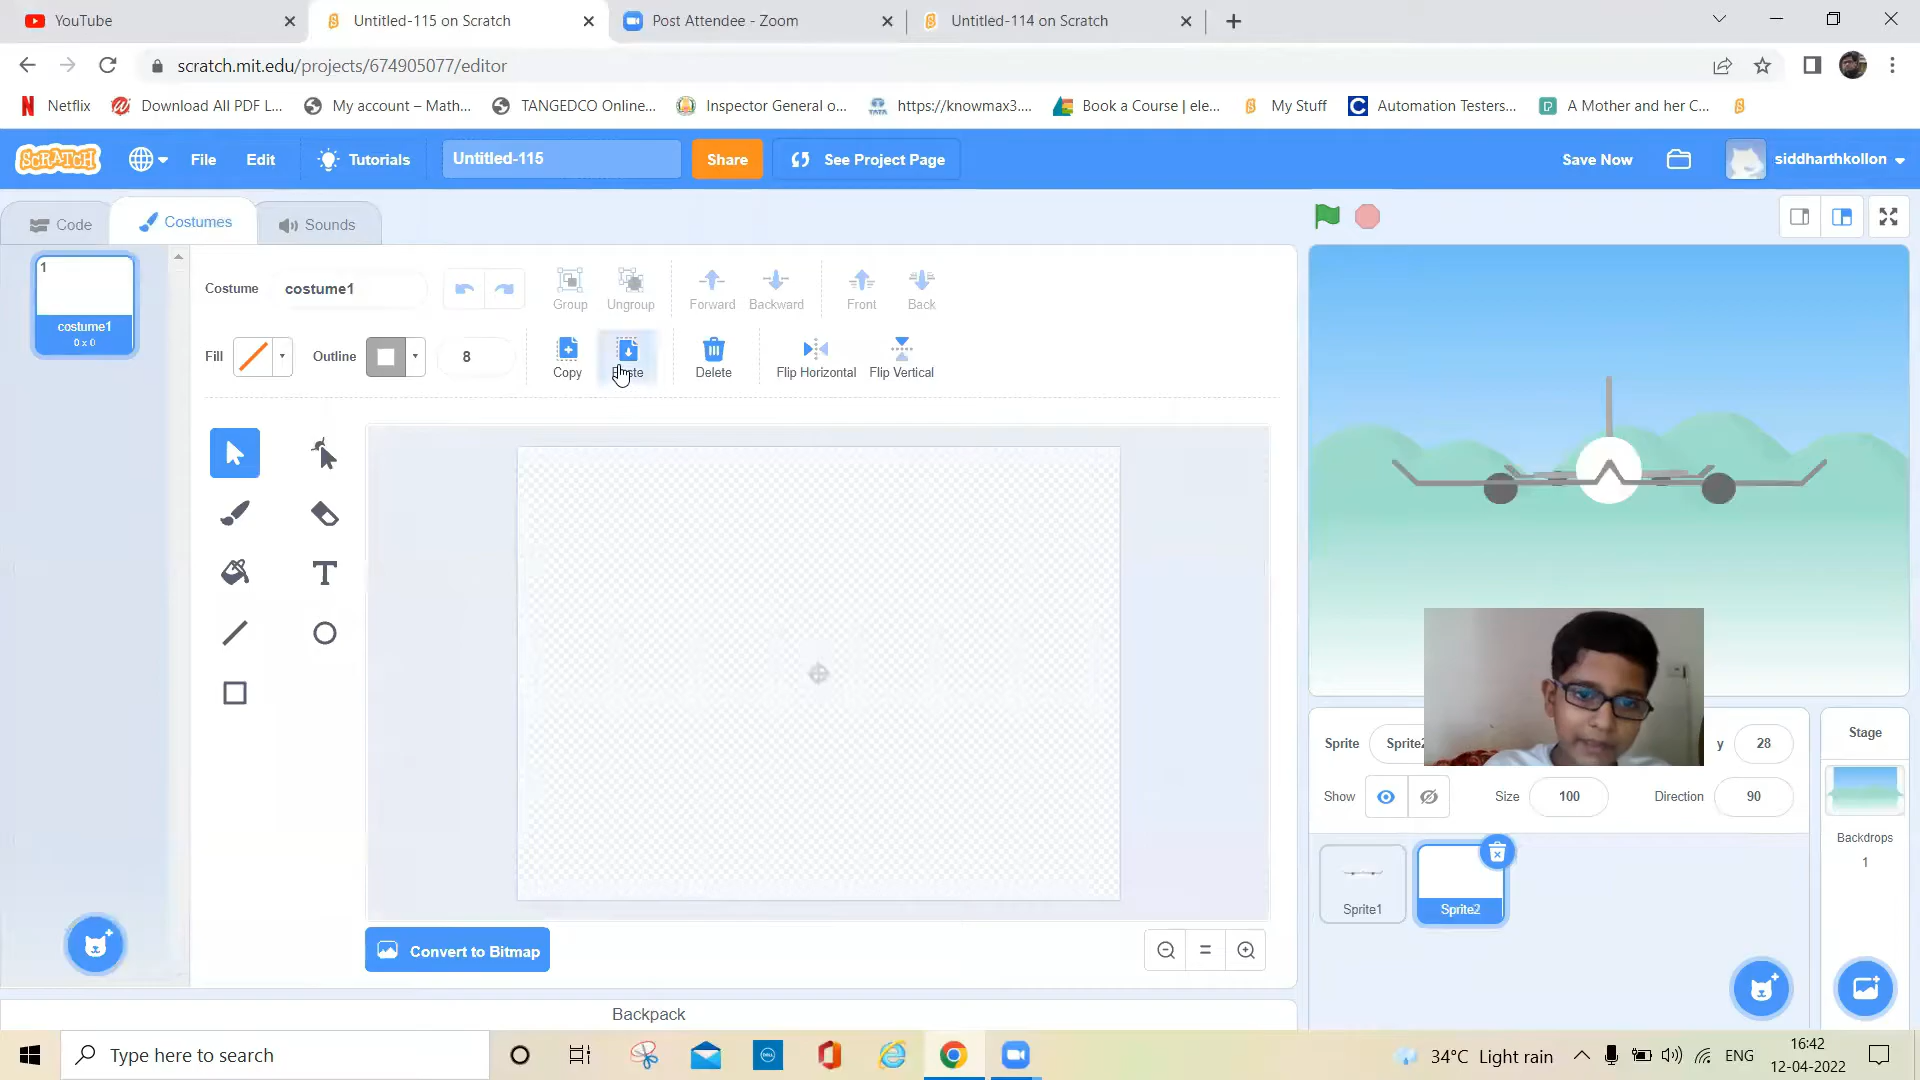 YouTube
Untitled-115 on Scratch
Post Attendee - Zoom
Untitled-114 on Scratch
scratch.mit.edu/projects/674905077/editor
Netflix
Download All PDF L...
My account – Math...
TANGEDCO Online...
Inspector General o...
TATA
https://knowmax3....
Book a Course | ele...
My Stuff
Automation Testers...
A Mother and her C...
SCRATCH
File
Edit
Tutorials
Untitled-115
Share
See Project Page
Save Now
siddharthkollon
Code
Costumes
Sounds
1
costume1
0 x 0
Costume
costume1
Group
Ungroup
Forward
Backward
Front
Back
Fill
Outline
8
Copy
Delete
Flip Horizontal
Flip Vertical
T
Convert to Bitmap
Backpack
Sprite
y
28
Show
Size
100
Direction
90
Sprite1
Sprite2
Stage
Backdrops
1
Type here to search
DELL
34°C Light rain
ENG
16:42
12-04-2022